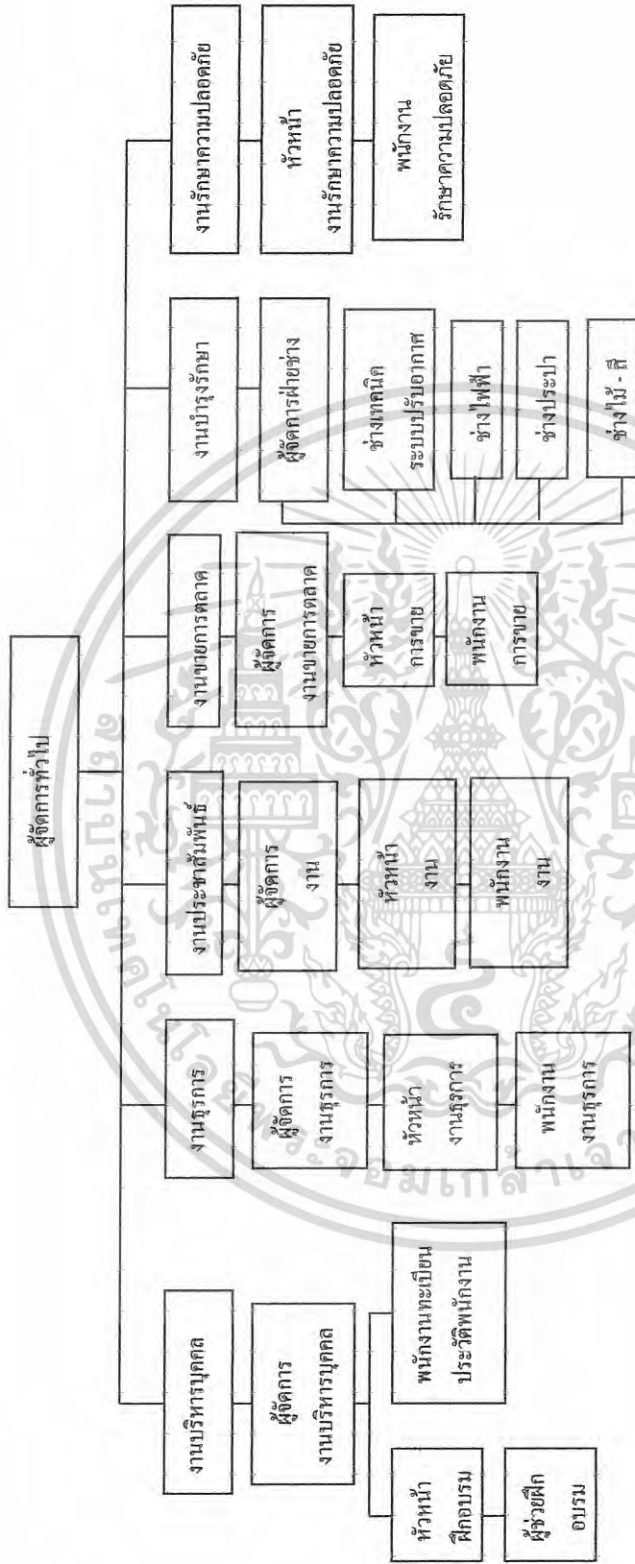 ผู้จัดการทั่วไป
งานบริหารบุคคล
ผู้จัดการ
งานบริหารบุคคล
หัวหน้า
ฝึกอบรม
ผู้ช่วยฝึก
อบรม
พนักงานทะเบียน
ประวัติพนักงาน
งานธุรการ
ผู้จัดการ
งานธุรการ
หัวหน้า
งานธุรการ
พนักงาน
งานธุรการ
งานประชาสัมพันธ์
ผู้จัดการ
งาน
หัวหน้า
งาน
พนักงาน
งาน
งานขายการตลาด
ผู้จัดการ
งานขายการตลาด
หัวหน้า
การขาย
พนักงาน
การขาย
งานบำรุงรักษา
ผู้จัดการฝ่ายช่าง
ช่างเทคนิค
ระบบปรับอากาศ
ช่างไฟฟ้า
ช่างประปา
ช่างไม้ - สี
งานรักษาความปลอดภัย
หัวหน้า
งานรักษาความปลอดภัย
พนักงาน
รักษาความปลอดภัย